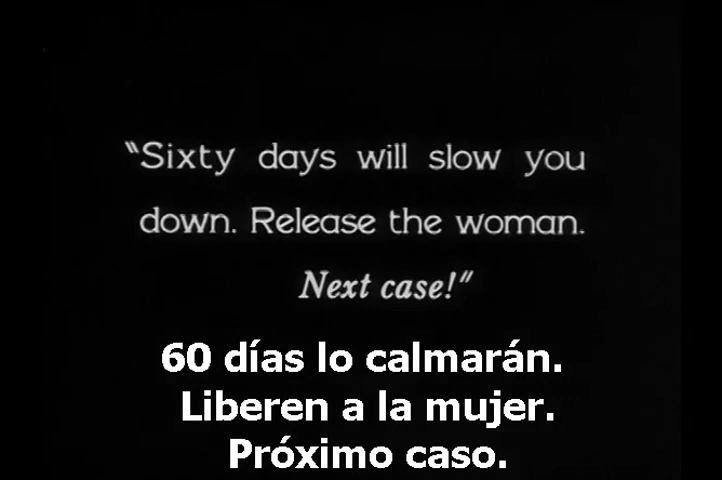 “Sixty days will slow you
down. Release the woman.
Next case!”
60 días lo calmarán.
Liberen a la mujer.
Próximo caso.